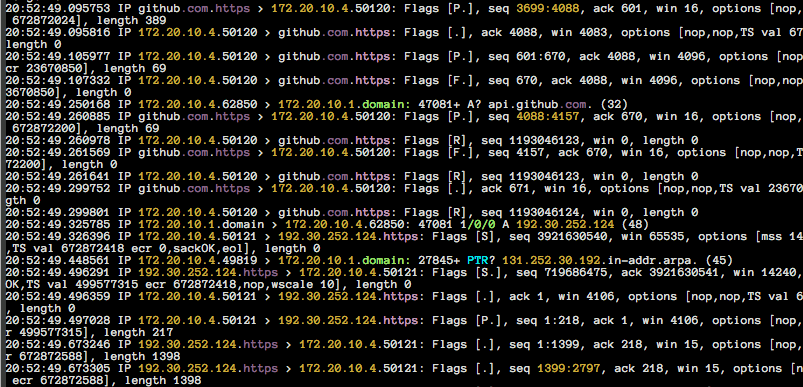 20:52:49.095753 IP github.com.https > 172.20.10.4.50120: Flags [P.], seq 3699:4088, ack 601, win 16, options [nop,
 672872024], length 389
20:52:49.095816 IP 172.20.10.4.50120 > github.com.https: Flags [.], ack 4088, win 4083, options [nop,nop,TS val 67
length 0
20:52:49.105977 IP 172.20.10.4.50120 > github.com.https: Flags [P.], seq 601:670, ack 4088, win 4096, options [nop
cr 23670850], length 69
20:52:49.107332 IP 172.20.10.4.50120 > github.com.https: Flags [F.], seq 670, ack 4088, win 4096, options [nop,nop
3670850], length 0
20:52:49.250168 IP 172.20.10.4.62850 > 172.20.10.1.domain: 47081+ A? api.github.com. (32)
20:52:49.260885 IP github.com.https > 172.20.10.4.50120: Flags [P.], seq 4088:4157, ack 670, win 16, options [nop,
 672872200], length 69
20:52:49.260978 IP 172.20.10.4.50120 > github.com.https: Flags [R], seq 1193046123, win 0, length 0
20:52:49.261569 IP github.com.https > 172.20.10.4.50120: Flags [F.], seq 4157, ack 670, win 16, options [nop,nop,T
72200], length 0
20:52:49.261641 IP 172.20.10.4.50120 > github.com.https: Flags [R], seq 1193046123, win 0, length 0
20:52:49.299752 IP github.com.https > 172.20.10.4.50120: Flags [.], ack 671, win 16, options [nop,nop,TS val 23670
gth 0
20:52:49.299801 IP 172.20.10.4.50120 > github.com.https: Flags [R], seq 1193046124, win 0, length 0
20:52:49.325785 IP 172.20.10.1.domain > 172.20.10.4.62850: 47081 1/0/0 A 192.30.252.124 (48)
20:52:49.326396 IP 172.20.10.4.50121 > 192.30.252.124.https: Flags [S], seq 3921630540, win 65535, options [mss 14
,TS val 672872418 ecr 0,sackOK,eol], length 0
20:52:49.448561 IP 172.20.10.4.49819 > 172.20.10.1.domain: 27845+ PTR? 131.252.30.192.in-addr.arpa. (45)
20:52:49.496291 IP 192.30.252.124.https > 172.20.10.4.50121: Flags [S.], seq 719686475, ack 3921630541, win 14240,
OK,TS val 499577315 ecr 672872418,nop,wscale 10], length 0
20:52:49.496359 IP 172.20.10.4.50121 > 192.30.252.124.https: Flags [.], ack 1, win 4106, options [nop,nop,TS val 6
, length 0
20:52:49.497028 IP 172.20.10.4.50121 > 192.30.252.124.https: Flags [P.], seq 1:218, ack 1, win 4106, options [nop,
r 499577315], length 217
20:52:49.673246 IP 192.30.252.124.https > 172.20.10.4.50121: Flags [.], seq 1:1399, ack 218, win 15, options [nop,
r 672872588], length 1398
20:52:49.673305 IP 192.30.252.124.https > 172.20.10.4.50121: Flags [.], seq 1399:2797, ack 218, win 15, options [n
 ecr 672872588], length 1398